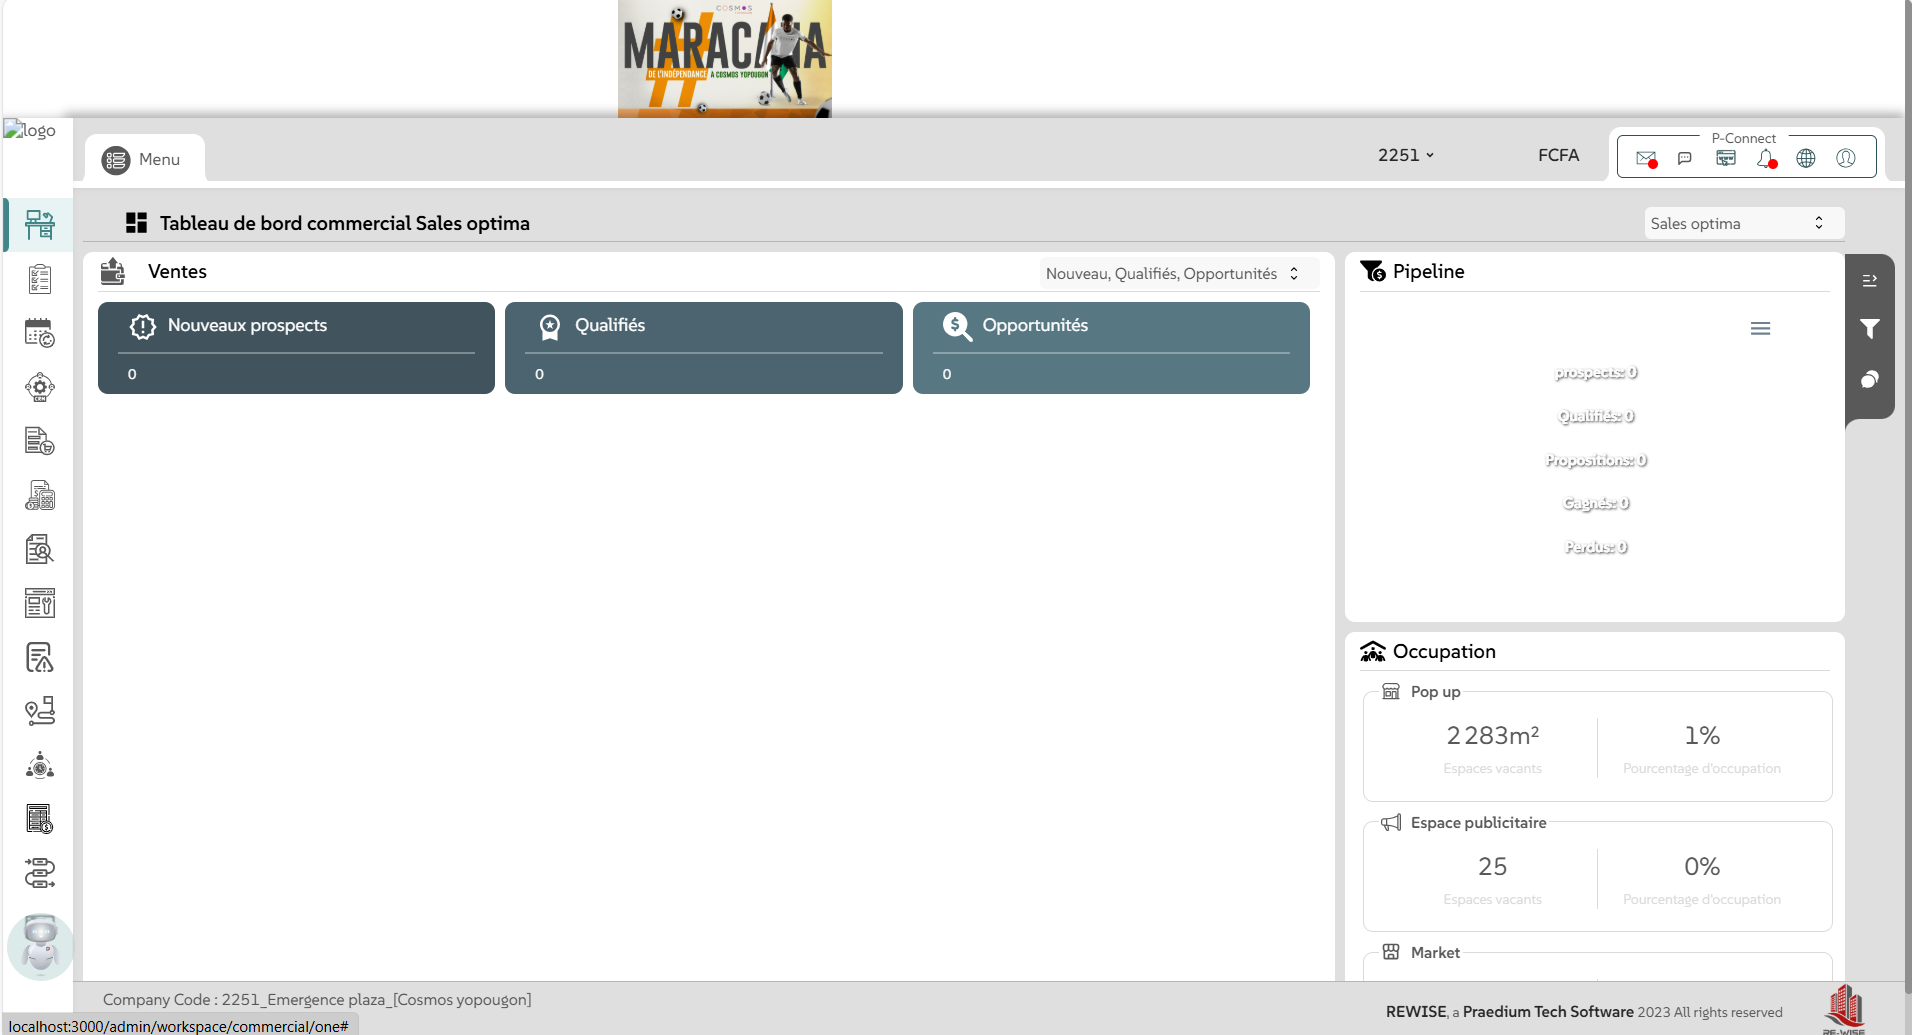 COSMOS
MARACANA
DE L'INDÉPENDANCE À COSMOS YOPOUGON
logo
Menu
2251
FCFA
P-Connect
Tableau de bord commercial Sales optima
Sales optima
Ventes
Nouveau, Qualifiés, Opportunités
Nouveaux prospects
0
Qualifiés
0
Opportunités
0
Pipeline
prospects: 0
Qualifiés: 0
Propositions: 0
Gagnés: 0
Perdus: 0
Occupation
Pop up
2 283m²
Espaces vacants
1%
Pourcentage d'occupation
Espace publicitaire
25
Espaces vacants
0%
Pourcentage d'occupation
Market
Company Code : 2251_Emergence plaza_[Cosmos yopougon]
REWISE, a Praedium Tech Software 2023 All rights reserved
RE-WISE
localhost:3000/admin/workspace/commercial/one#